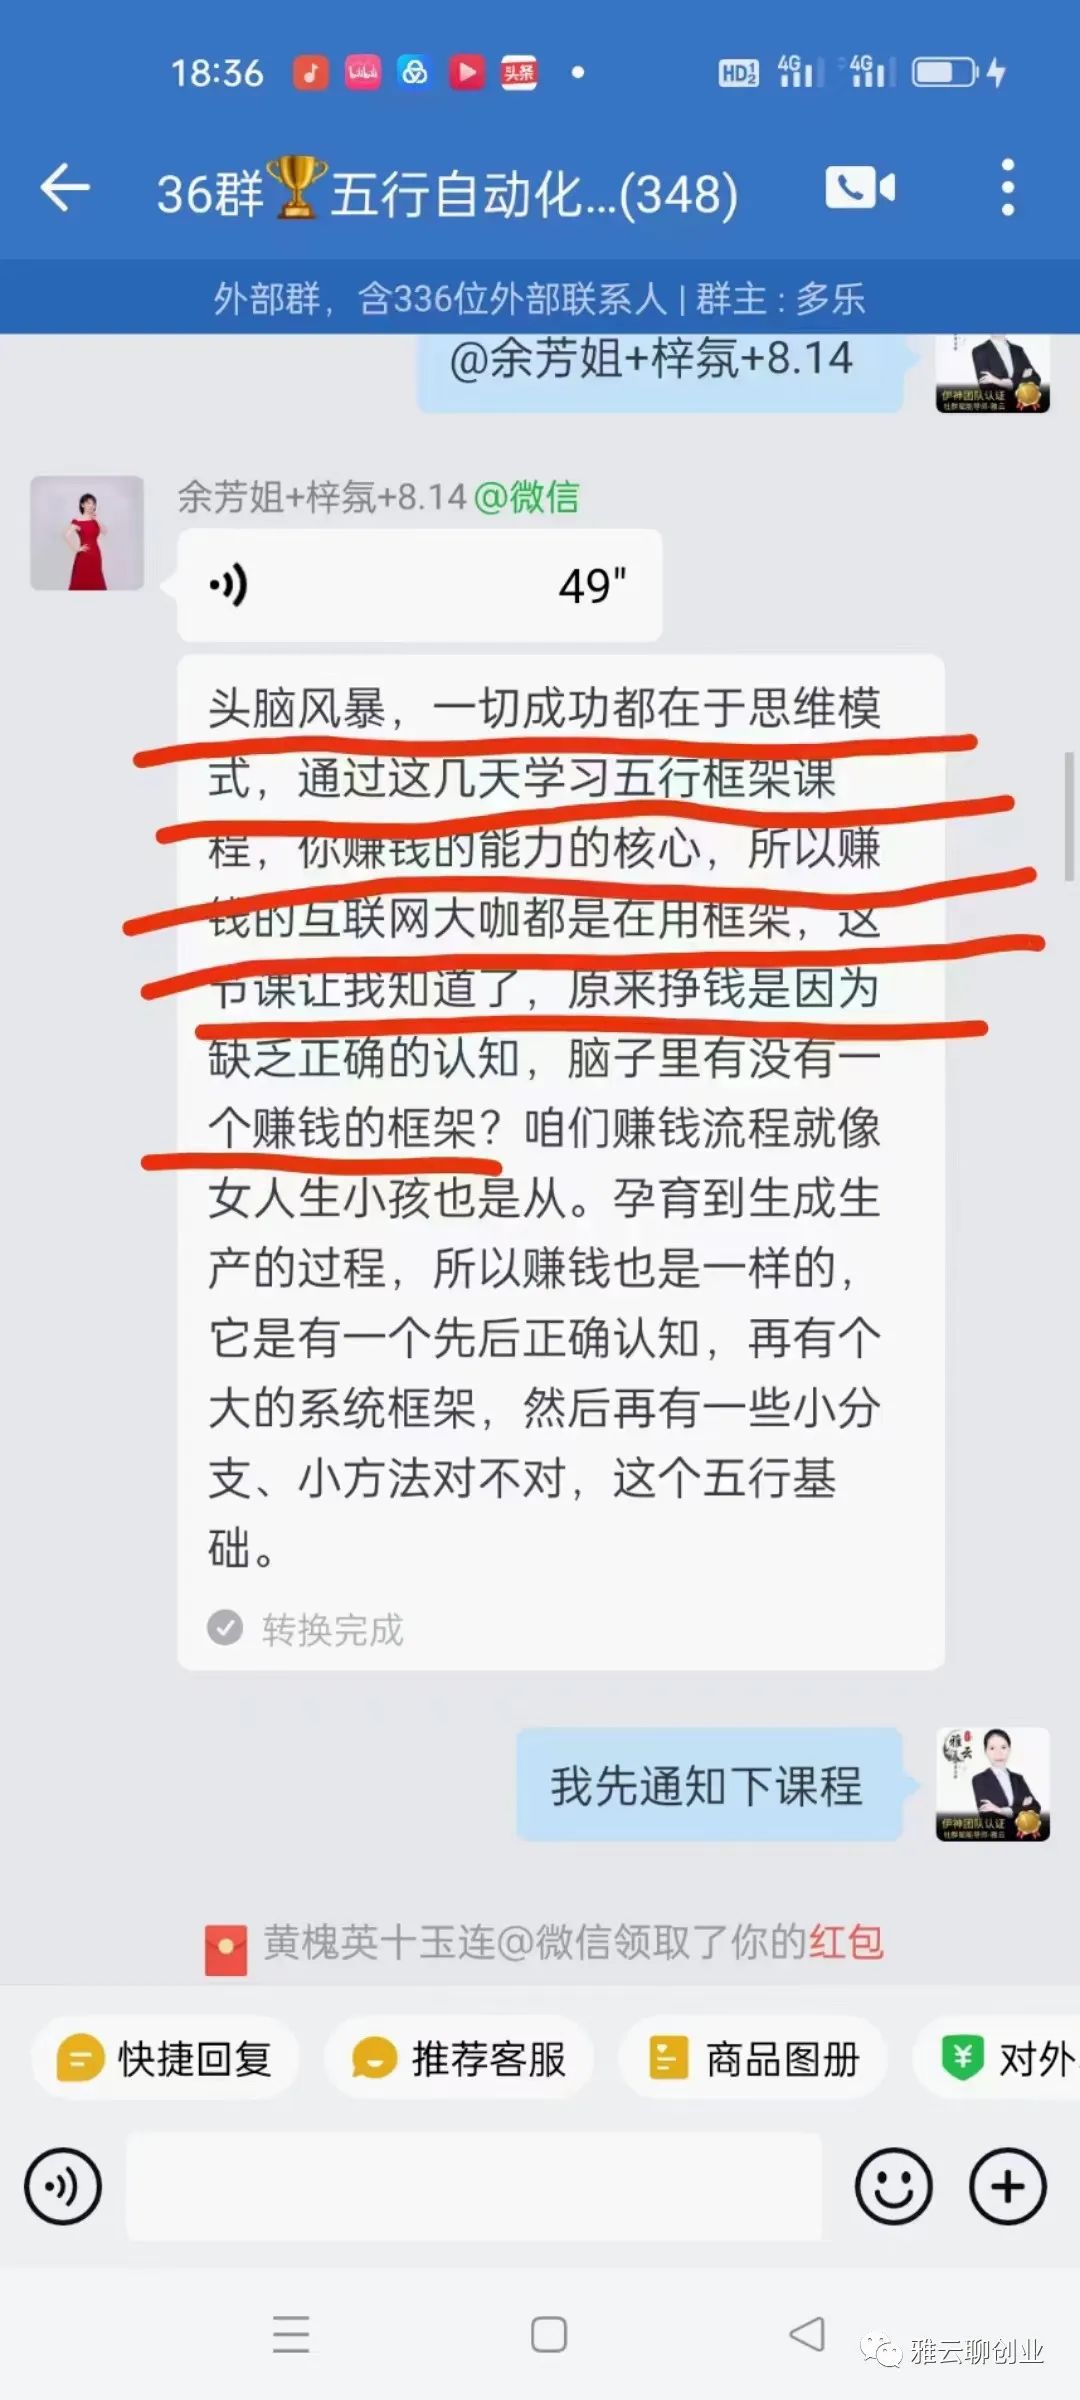 18:36
头条
HD 1 2 4G 4G
36群🏆五行自动化...(348)
外部群，含336位外部联系人 | 群主：多乐
@余芳姐+梓氛+8.14
伊神团队认证
余芳姐+梓氛+8.14@微信
49"
头脑风暴，一切成功都在于思维模
式，通过这几天学习五行框架课
程，你赚钱的能力的核心，所以赚
钱的互联网大咖都是在用框架，这
节课让我知道了，原来挣钱是因为
缺乏正确的认知，脑子里有没有一
个赚钱的框架？咱们赚钱流程就像
女人生小孩也是从。孕育到生成生
产的过程，所以赚钱也是一样的，
它是有一个先后正确认知，再有个
大的系统框架，然后再有一些小分
支、小方法对不对，这个五行基
础。
转换完成
我先通知下课程
雅云
伊神团队认证
黄槐英十玉连@微信领取了你的红包
快捷回复
推荐客服
商品图册
对外
雅云聊创业